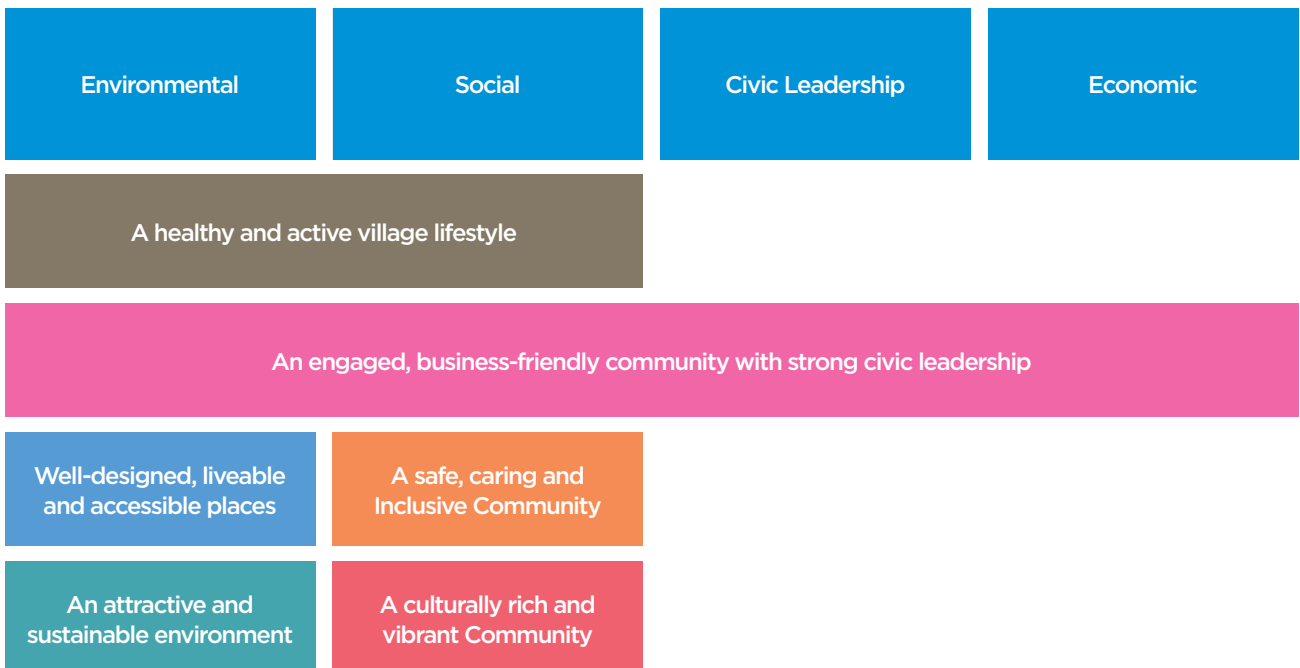 Environmental
Social
Civic Leadership
Economic
A healthy and active village lifestyle
An engaged, business-friendly community with strong civic leadership
Well-designed, liveable
and accessible places
A safe, caring and
Inclusive Community
An attractive and
sustainable environment
A culturally rich and
vibrant Community